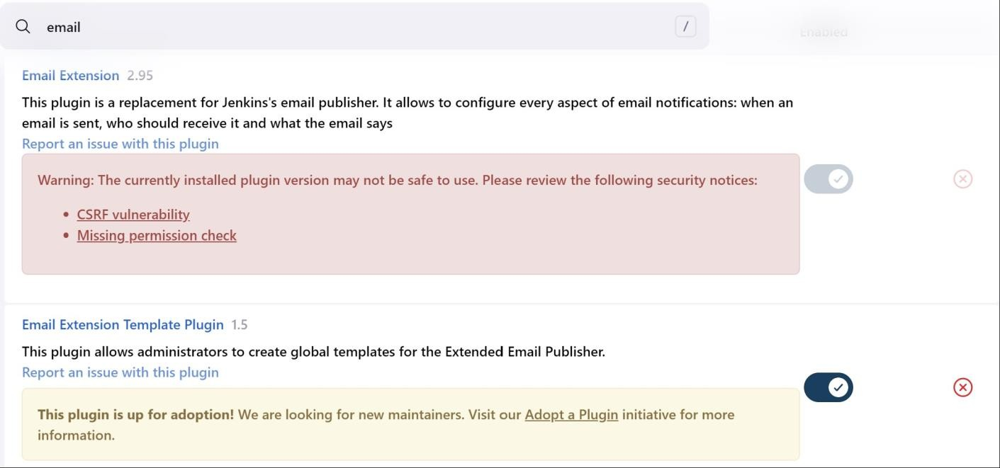 email
/
Enabled
Email Extension 2.95
This plugin is a replacement for Jenkins's email publisher. It allows to configure every aspect of email notifications: when an
email is sent, who should receive it and what the email says
Report an issue with this plugin
Warning: The currently installed plugin version may not be safe to use. Please review the following security notices:
• CSRF vulnerability
• Missing permission check
Email Extension Template Plugin 1.5
This plugin allows administrators to create global templates for the Extended Email Publisher.
Report an issue with this plugin
This plugin is up for adoption! We are looking for new maintainers. Visit our Adopt a Plugin initiative for more
information.